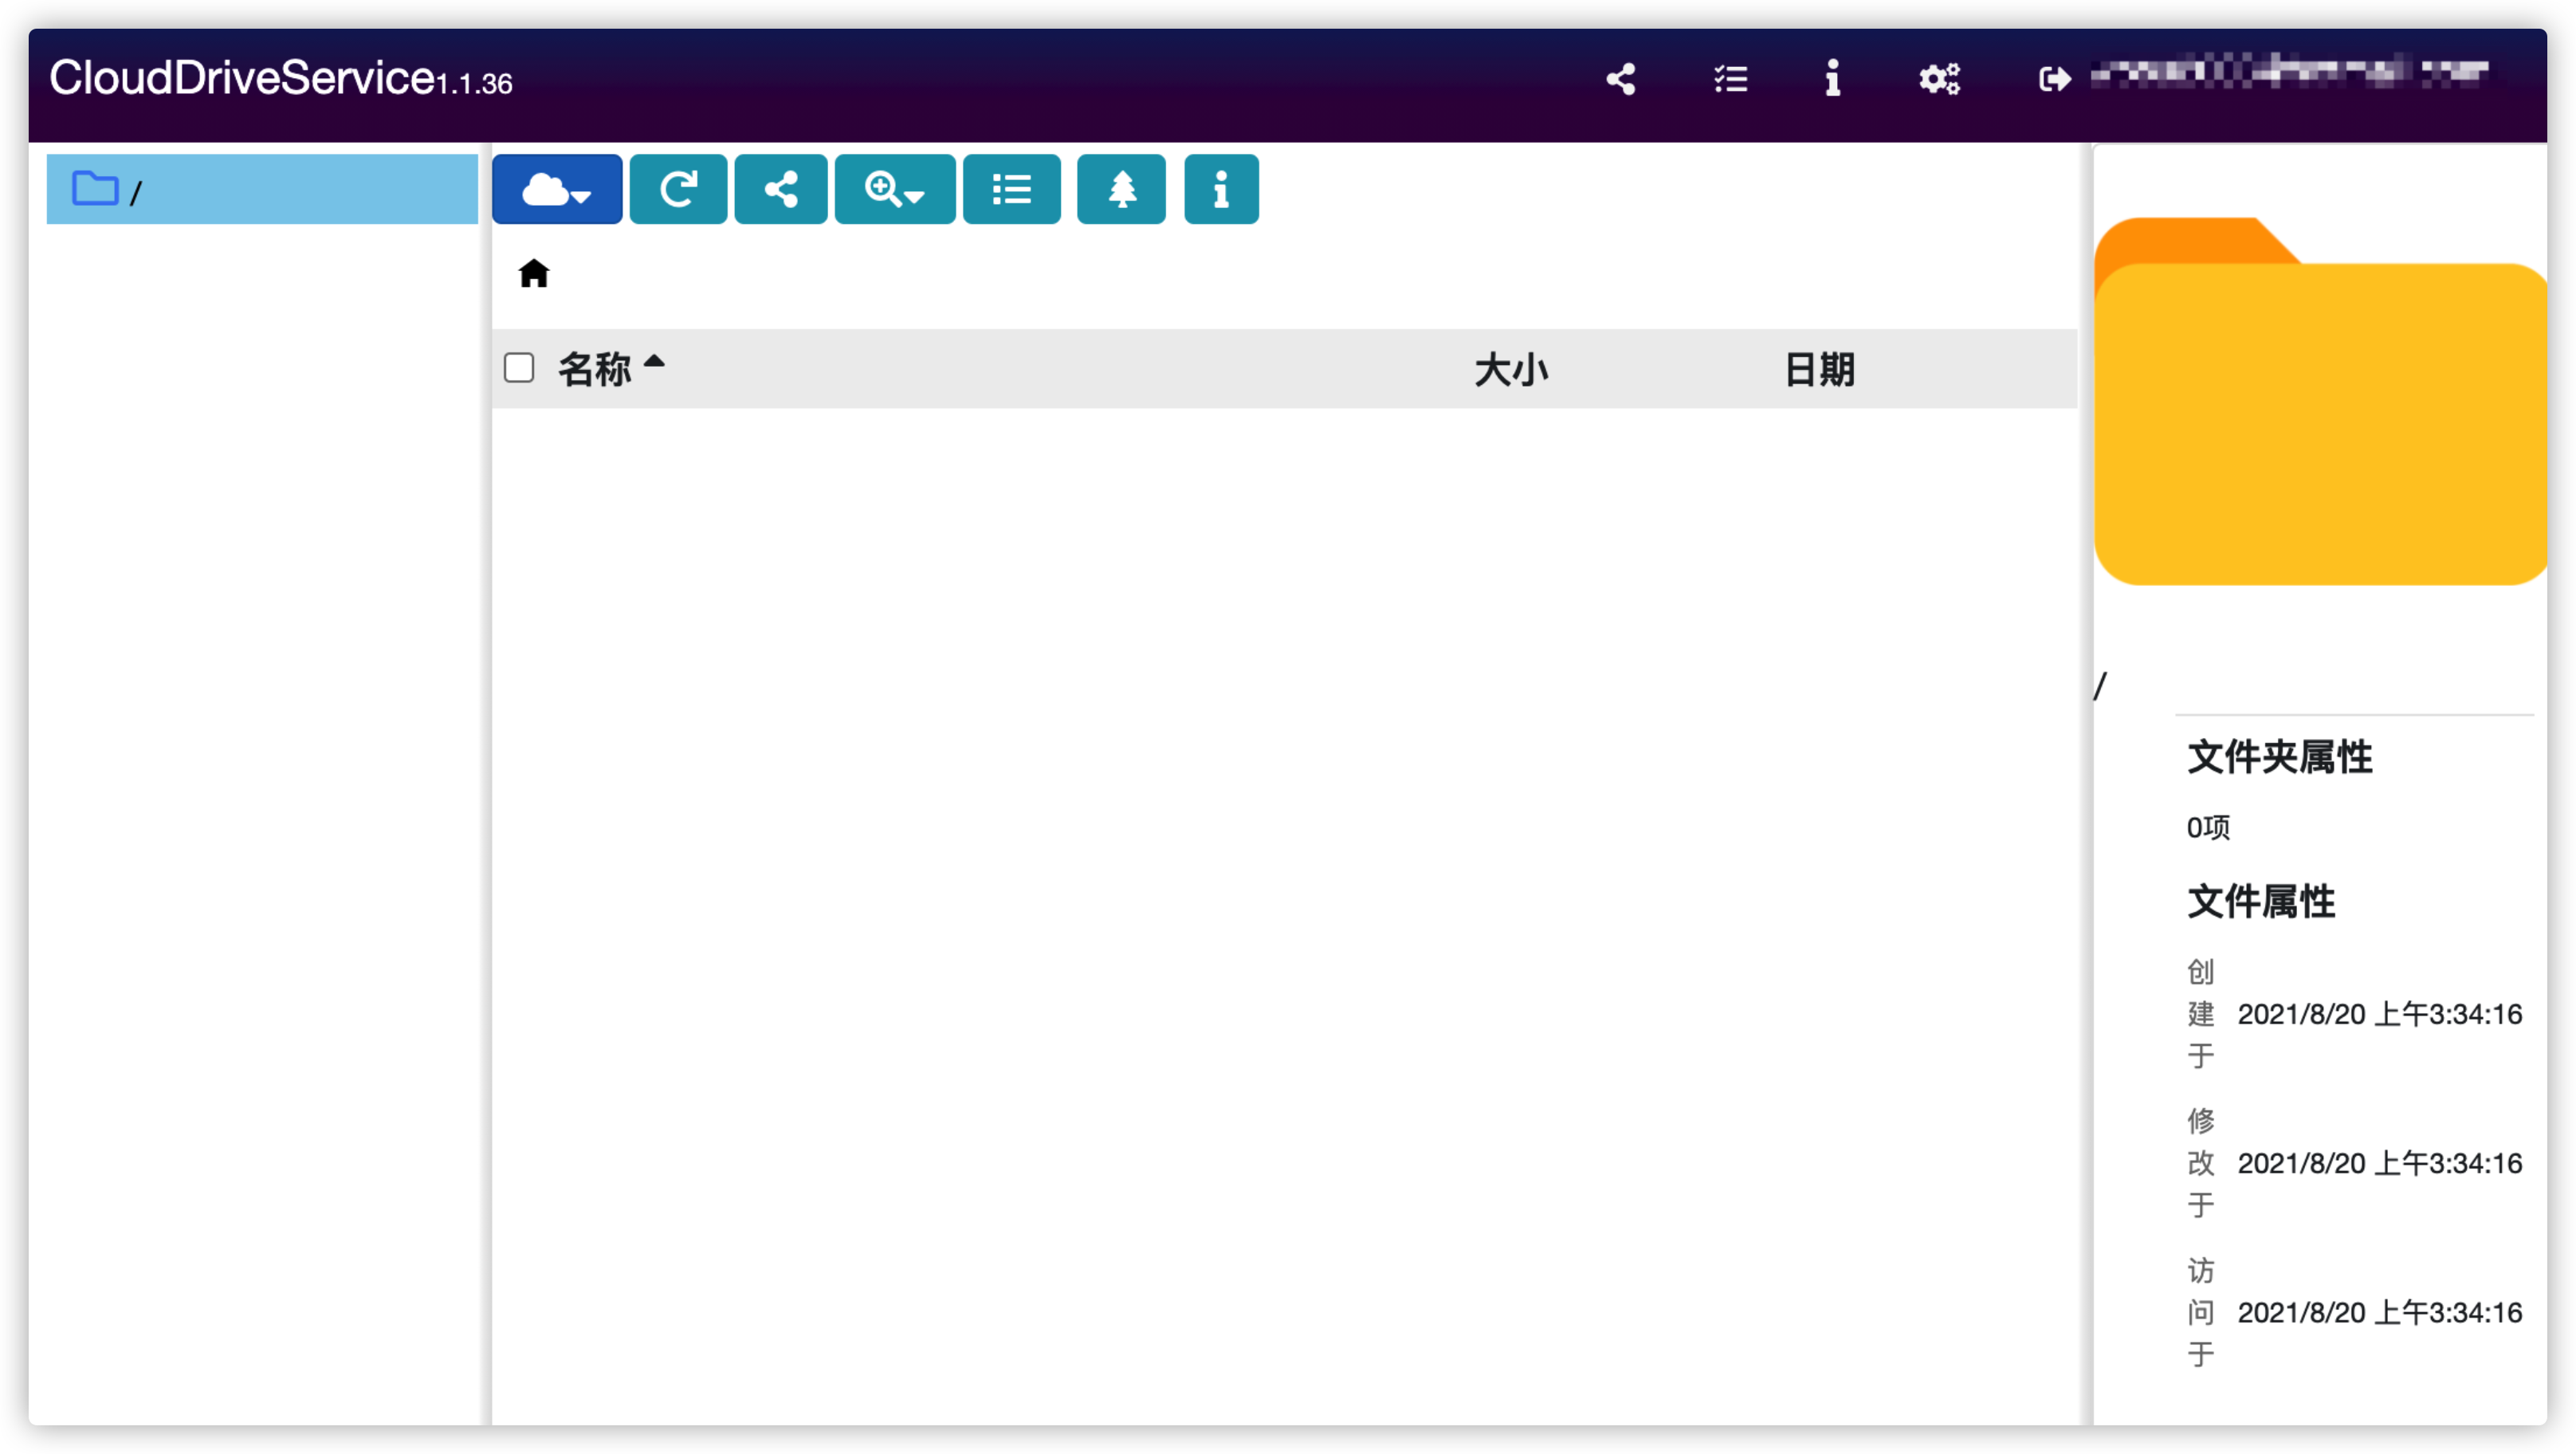 CloudDriveService1.1.36
/
名称 大小 日期
/
文件夹属性
0项
文件属性
创建于 2021/8/20 上午3:34:16
修改于 2021/8/20 上午3:34:16
访问于 2021/8/20 上午3:34:16